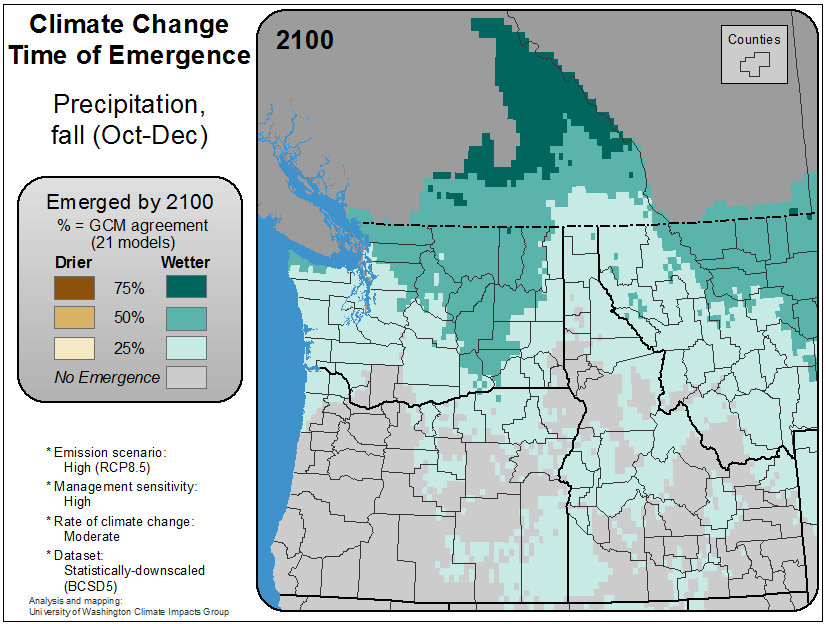 Climate Change
Time of Emergence
Precipitation,
fall (Oct-Dec)
Emerged by 2100
% = GCM agreement
(21 models)
Drier Wetter
75%
50%
25%
No Emergence
* Emission scenario:
High (RCP8.5)
* Management sensitivity:
High
* Rate of climate change:
Moderate
* Dataset:
Statistically-downscaled
(BCSD5)
Analysis and mapping:
University of Washington Climate Impacts Group
2100
Counties